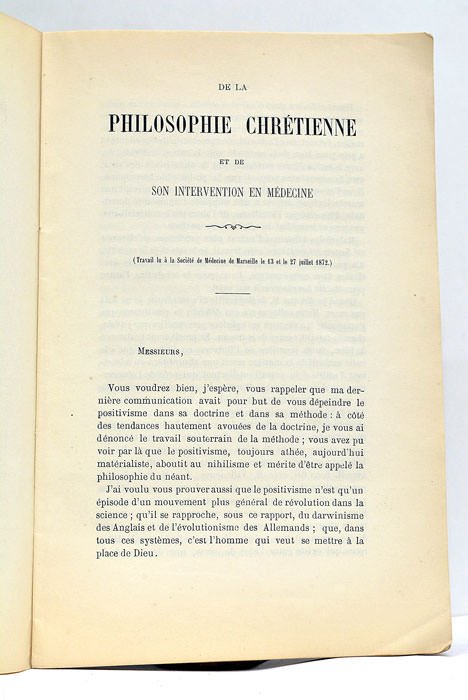 DE LA
PHILOSOPHIE CHRÉTIENNE
ET DE
SON INTERVENTION EN MÉDECINE
(Travail lu à la Société de Médecine de Marseille le 13 et le 27 juillet 1872.)
Messieurs,
Vous voudrez bien, j'espère, vous rappeler que ma der-
nière communication avait pour but de vous dépeindre le
positivisme dans sa doctrine et dans sa méthode : à côté
des tendances hautement avouées de la doctrine, je vous ai
dénoncé le travail souterrain de la méthode ; vous avez pu
voir par là que le positivisme, toujours athée, aujourd'hui
matérialiste, aboutit au nihilisme et mérite d'être appelé la
philosophie du néant.
J'ai voulu vous prouver aussi que le positivisme n'est qu'un
épisode d'un mouvement plus général de révolution dans la
science ; qu'il se rapproche, sous ce rapport, du darwinisme
des Anglais et de l'évolutionisme des Allemands ; que, dans
tous ces systèmes, c'est l'homme qui veut se mettre à la
place de Dieu.